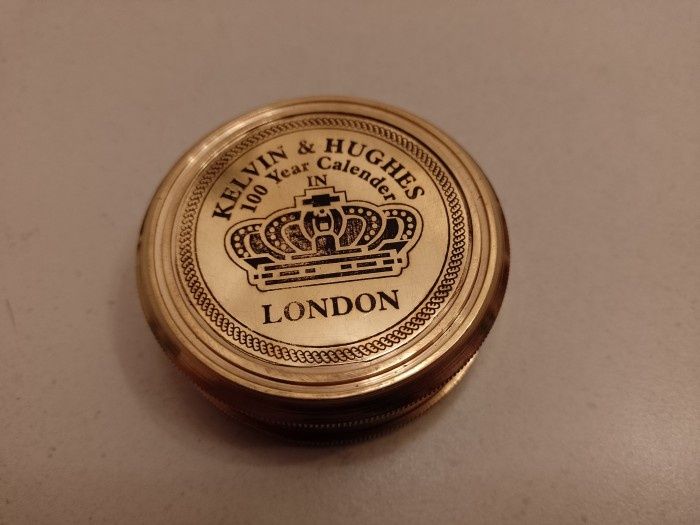 KELVIN & HUGHES
100 Year Calender
IN
LONDON